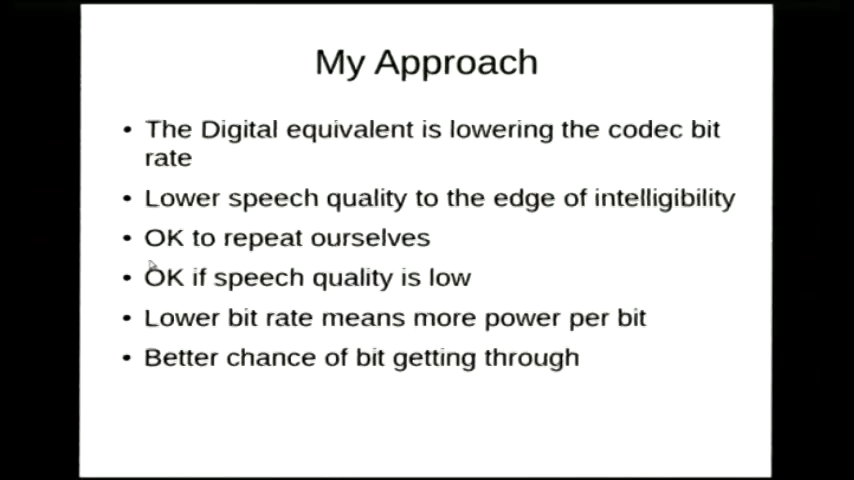 My Approach
• The Digital equivalent is lowering the codec bit
rate
• Lower speech quality to the edge of intelligibility
• OK to repeat ourselves
• OK if speech quality is low
• Lower bit rate means more power per bit
• Better chance of bit getting through